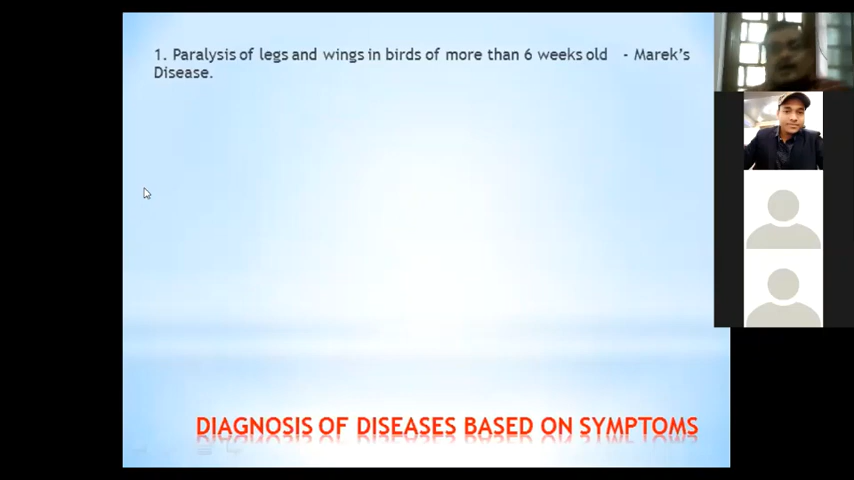 1. Paralysis of legs and wings in birds of more than 6 weeks old - Marek's
Disease.
DIAGNOSIS OF DISEASES BASED ON SYMPTOMS